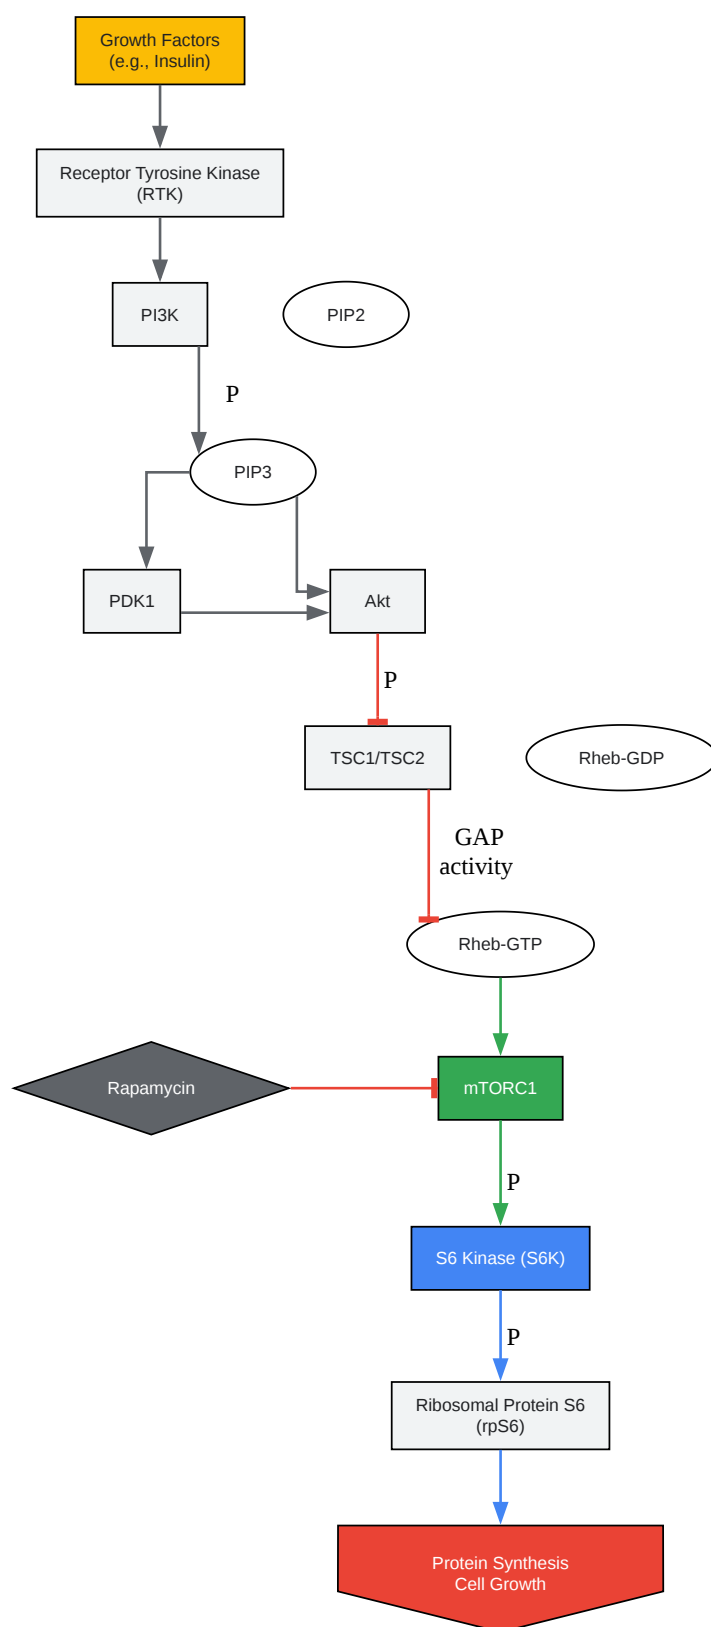 Growth Factors
(e.g., Insulin)
Receptor Tyrosine Kinase
(RTK)
PI3K
PIP2
P
PIP3
PDK1
Akt
P
TSC1/TSC2
Rheb-GDP
GAP
activity
Rheb-GTP
Rapamycin
mTORC1
P
S6 Kinase (S6K)
P
Ribosomal Protein S6
(rpS6)
Protein Synthesis
Cell Growth